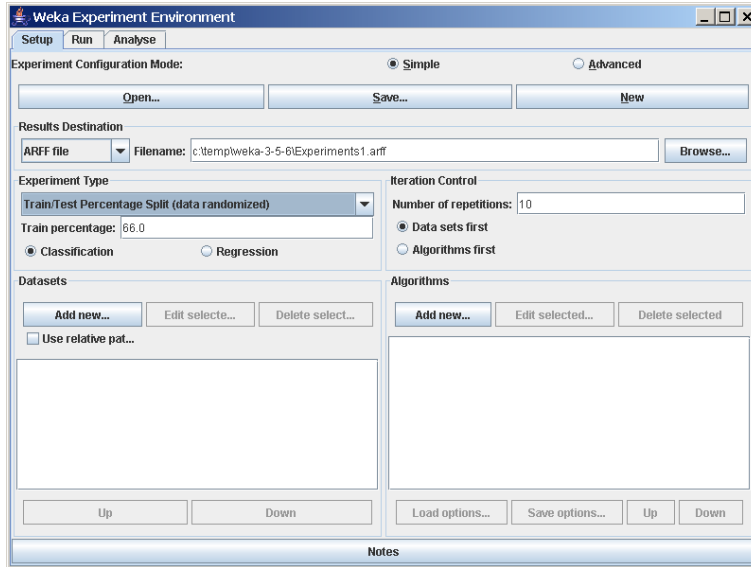 Weka Experiment Environment
Setup Run Analyse
Experiment Configuration Mode: Simple Advanced
Open... Save... New
Results Destination
ARFF file Filename: c:\temp\weka-3-5-6\Experiments1.arff Browse...
Experiment Type Iteration Control
Train/Test Percentage Split (data randomized) Number of repetitions: 10
Train percentage: 66.0 Data sets first
Classification Regression Algorithms first
Datasets Algorithms
Add new... Edit selecte... Delete select... Add new... Edit selected... Delete selected
Use relative pat...
Up Down Load options... Save options... Up Down
Notes